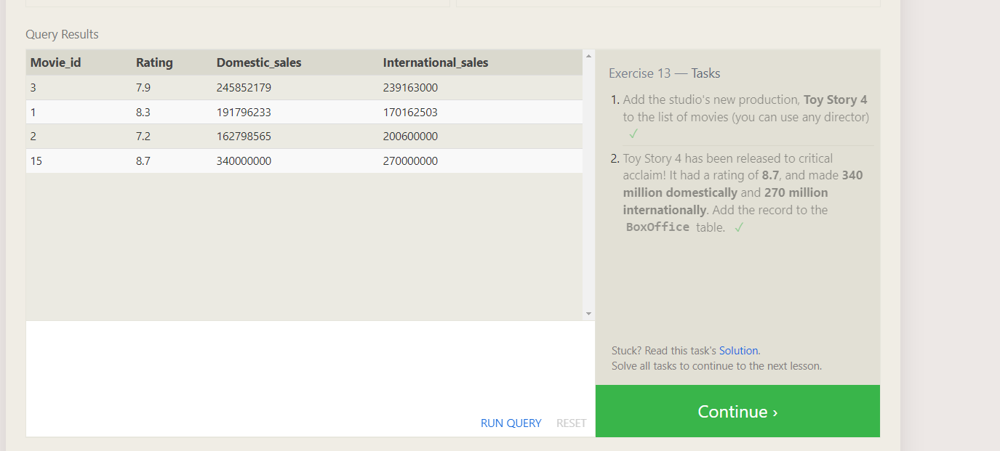 Query Results
Movie_id Rating Domestic_sales International_sales
3 7.9 245852179 239163000
1 8.3 191796233 170162503
2 7.2 162798565 200600000
15 8.7 340000000 270000000
RUN QUERY RESET
Exercise 13 — Tasks
1. Add the studio's new production, Toy Story 4
to the list of movies (you can use any director)
✓
2. Toy Story 4 has been released to critical
acclaim! It had a rating of 8.7, and made 340
million domestically and 270 million
internationally. Add the record to the
BoxOffice table. ✓
Stuck? Read this task's Solution.
Solve all tasks to continue to the next lesson.
Continue ›